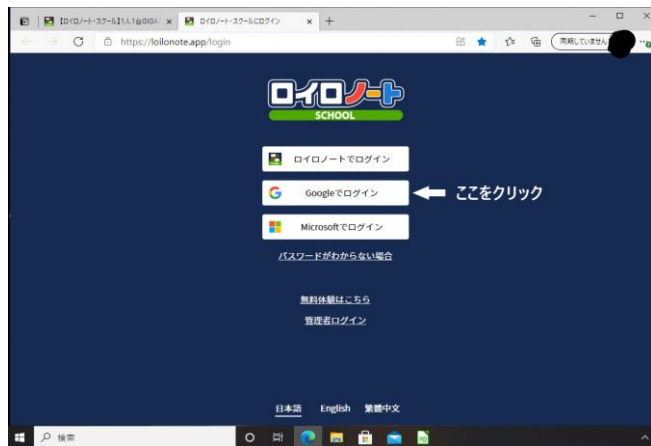 【ロイロノート・スクール】1人1台GIGA
ロイロノート・スクールにログイン
https://loilonote.app/login
同期していません
ロイロノート
SCHOOL
ロイロノートでログイン
Googleでログイン
ここをクリック
Microsoftでログイン
パスワードがわからない場合
無料体験はこちら
管理者ログイン
日本語 English 繁體中文
検索